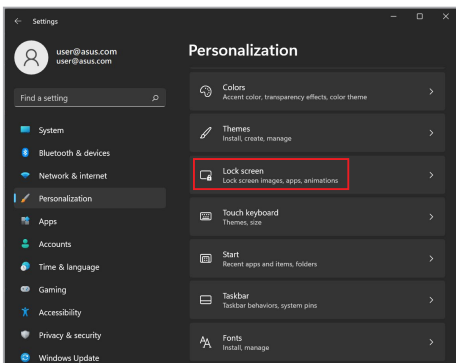 Settings
user@asus.com
user@asus.com
Find a setting
System
Bluetooth & devices
Network & internet
Personalization
Apps
Accounts
Time & language
Gaming
Accessibility
Privacy & security
Windows Update
Personalization
Colors
Accent color, transparency effects, color theme
Themes
Install, create, manage
Lock screen
Lock screen images, apps, animations
Touch keyboard
Themes, size
Start
Recent apps and items, folders
Taskbar
Taskbar behaviors, system pins
Fonts
Install, manage